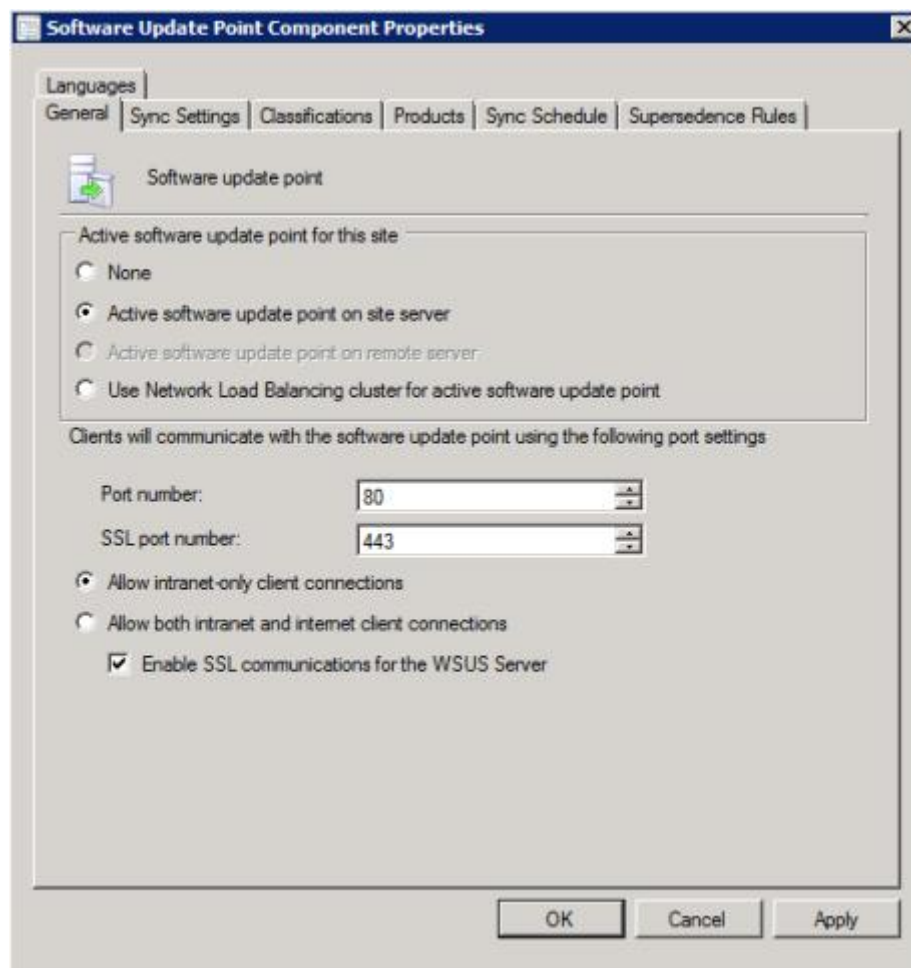 Software Update Point Component Properties
Languages
General Sync Settings Classifications Products Sync Schedule Supersedence Rules
Software update point
Active software update point for this site
None
Active software update point on site server
Active software update point on remote server
Use Network Load Balancing cluster for active software update point
Clients will communicate with the software update point using the following port settings
Port number: 80
SSL port number: 443
Allow intranet-only client connections
Allow both intranet and internet client connections
Enable SSL communications for the WSUS Server
OK Cancel Apply